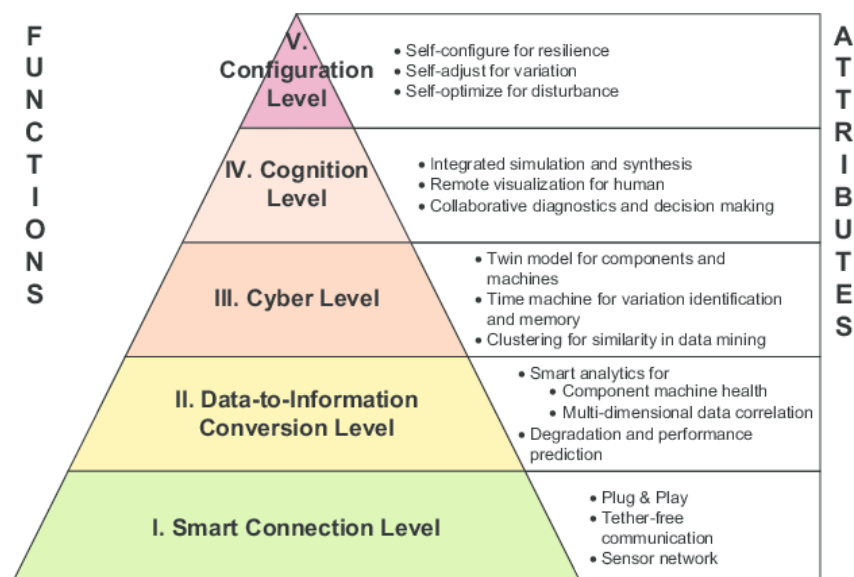 FUNCTIONS
ATTRIBUTES
V.
Configuration
Level
• Self-configure for resilience
• Self-adjust for variation
• Self-optimize for disturbance
IV. Cognition
Level
• Integrated simulation and synthesis
• Remote visualization for human
• Collaborative diagnostics and decision making
III. Cyber Level
• Twin model for components and
machines
• Time machine for variation identification
and memory
• Clustering for similarity in data mining
II. Data-to-Information
Conversion Level
• Smart analytics for
• Component machine health
• Multi-dimensional data correlation
• Degradation and performance
prediction
I. Smart Connection Level
• Plug & Play
• Tether-free
communication
• Sensor network